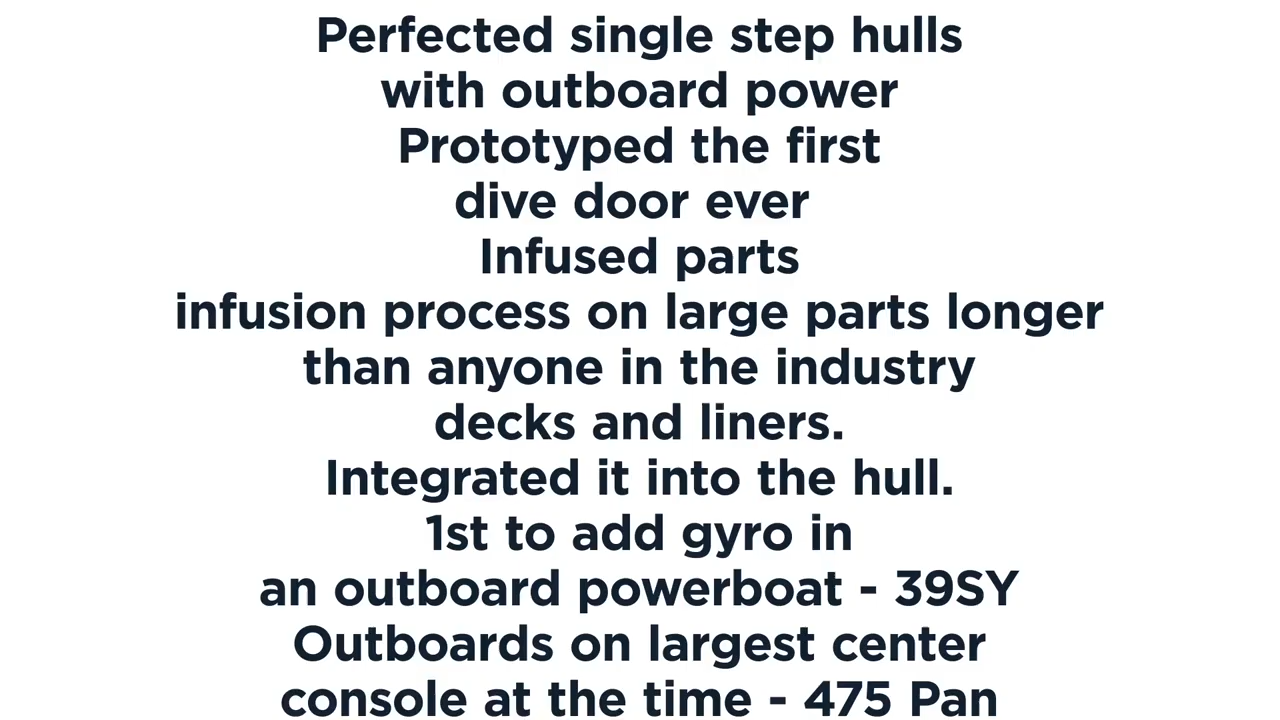 Perfected single step hulls
with outboard power
Prototyped the first
dive door ever
Infused parts
infusion process on large parts longer
than anyone in the industry
decks and liners.
Integrated it into the hull.
1st to add gyro in
an outboard powerboat - 39SY
Outboards on largest center
console at the time - 475 Pan